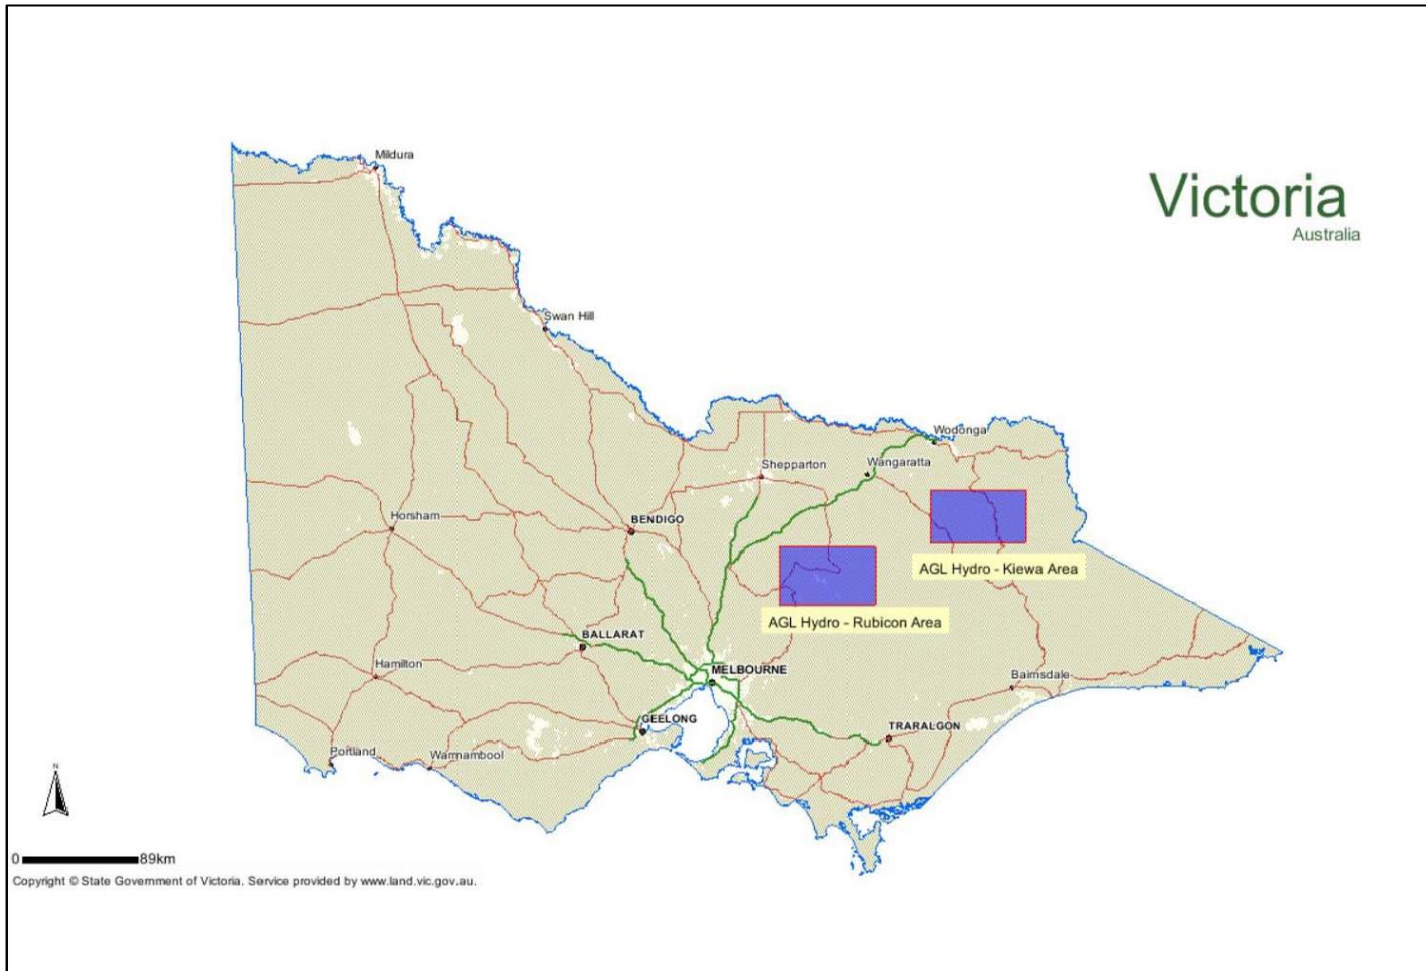 Mildura
Victoria
Australia
Swan Hill
Wodonga
Shepparton
Wangaratta
Horsham
BENDIGO
AGL Hydro - Kiewa Area
AGL Hydro - Rubicon Area
BALLARAT
Hamilton
MELBOURNE
Bairnsdale
GEELONG
TRARALGON
Portland
Warrnambool
N
0 89km
Copyright © State Government of Victoria. Service provided by www.land.vic.gov.au.